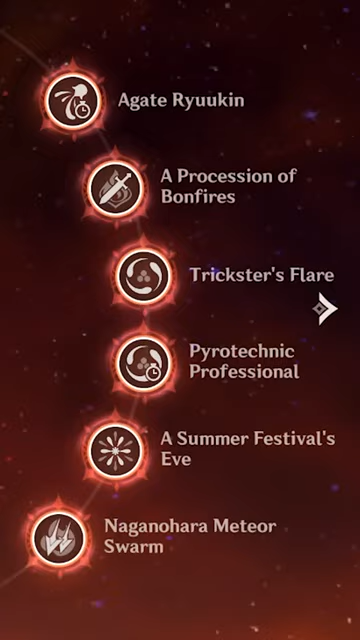 Agate Ryuukin
A Procession of
Bonfires
Trickster's Flare
Pyrotechnic
Professional
A Summer Festival's
Eve
Naganohara Meteor
Swarm